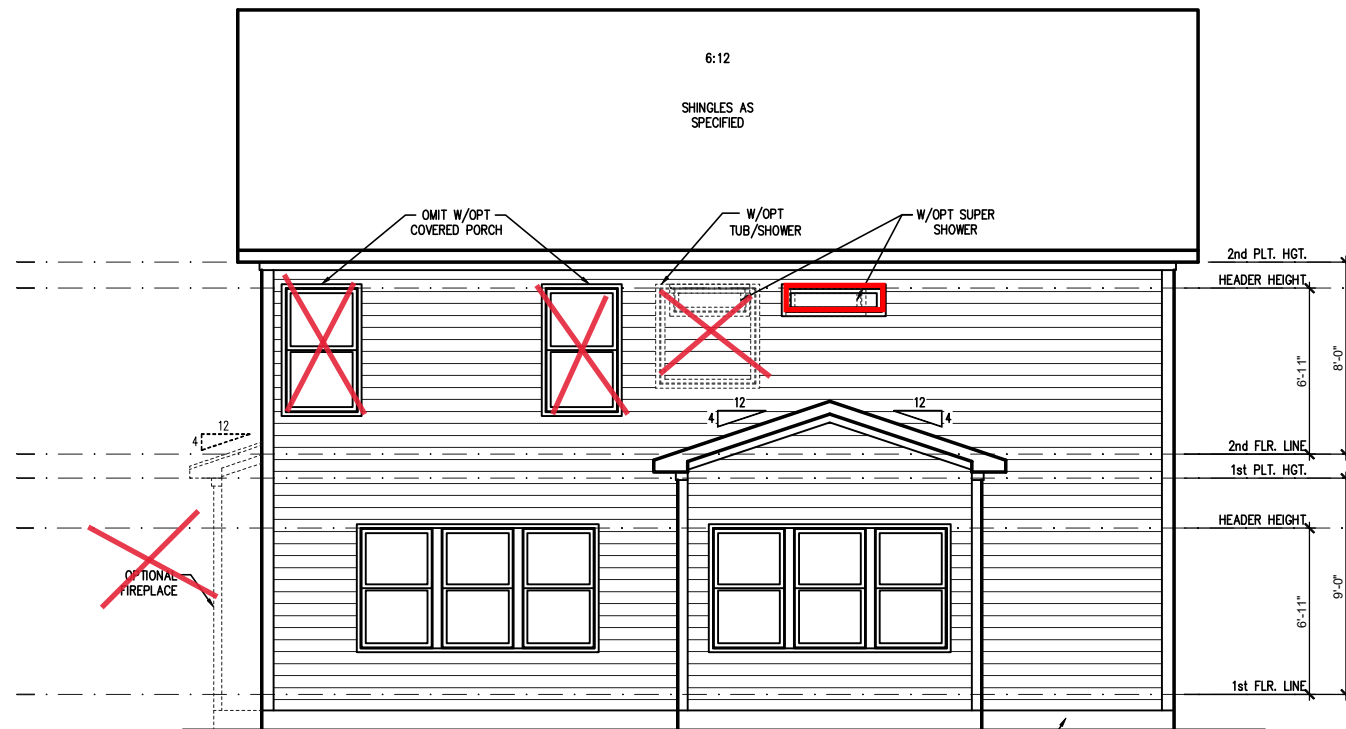 6:12
SHINGLES AS
SPECIFIED
OMIT W/OPT
COVERED PORCH
W/OPT
TUB/SHOWER
W/OPT SUPER
SHOWER
2nd PLT. HGT.
HEADER HEIGHT
6'-11"
8'-0"
12
4
12
4
12
4
2nd FLR. LINE
1st PLT. HGT.
HEADER HEIGHT
OPTIONAL
FIREPLACE
6'-11"
9'-0"
1st FLR. LINE